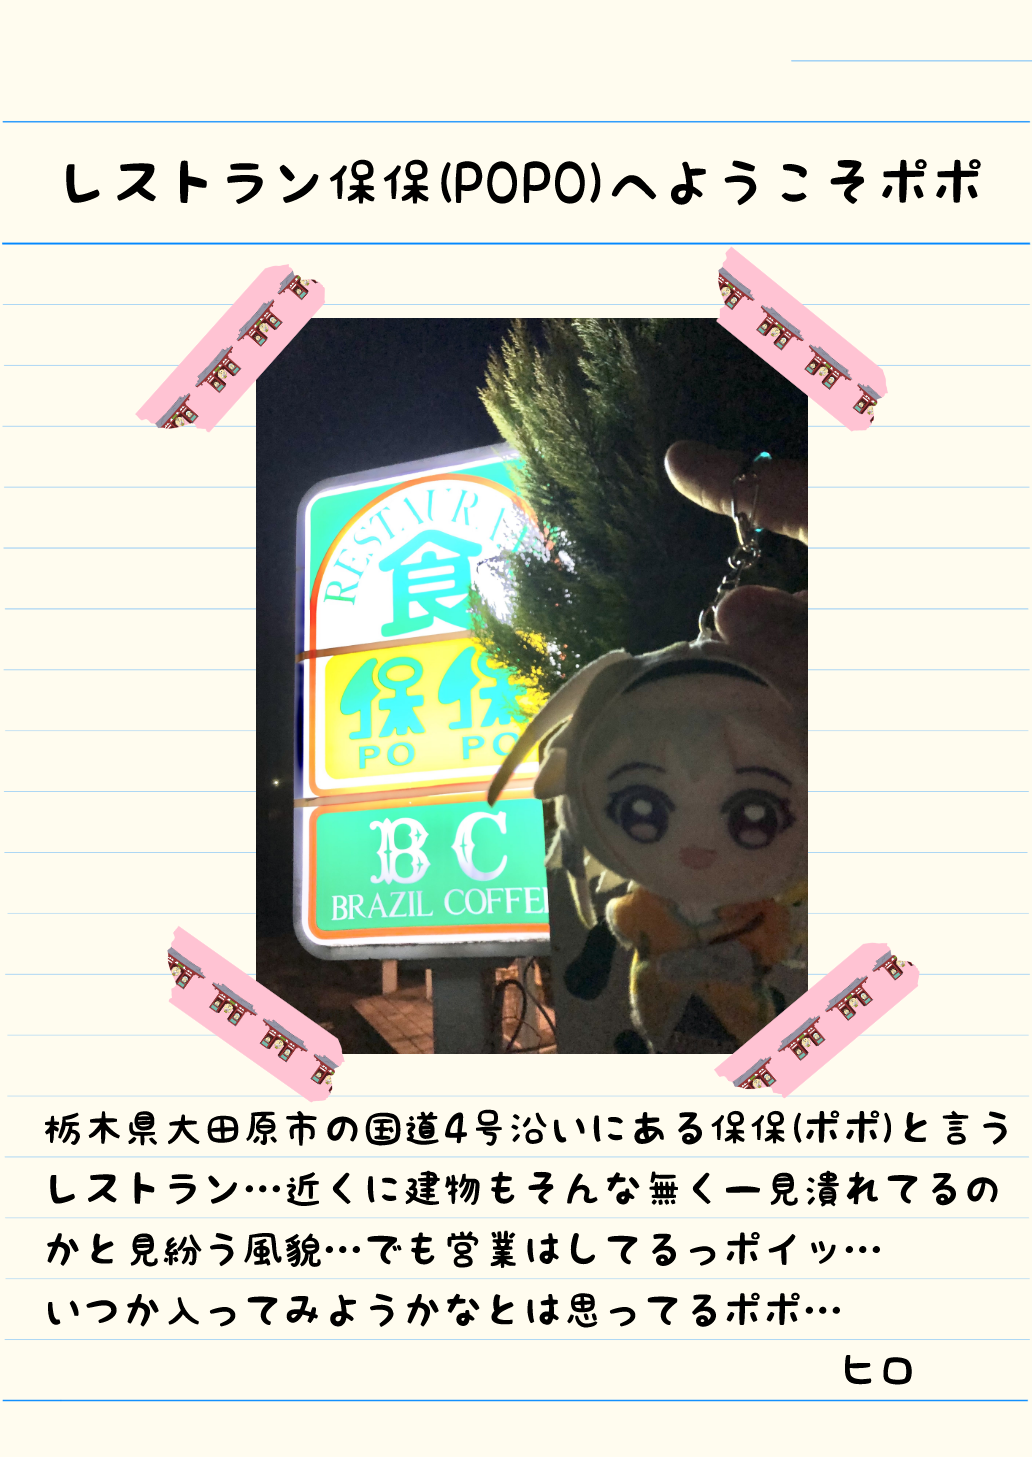 レストラン保保(POPO)へようこそポポ
RESTAURA
食
保保
PO PO
B C
BRAZIL COFFEE
栃木県大田原市の国道4号沿いにある保保(ポポ)と言う
レストラン…近くに建物もそんな無く一見潰れてるの
かと見紛う風貌…でも営業はしてるっポイッ…
いつか入ってみようかなとは思ってるポポ…
ヒロ